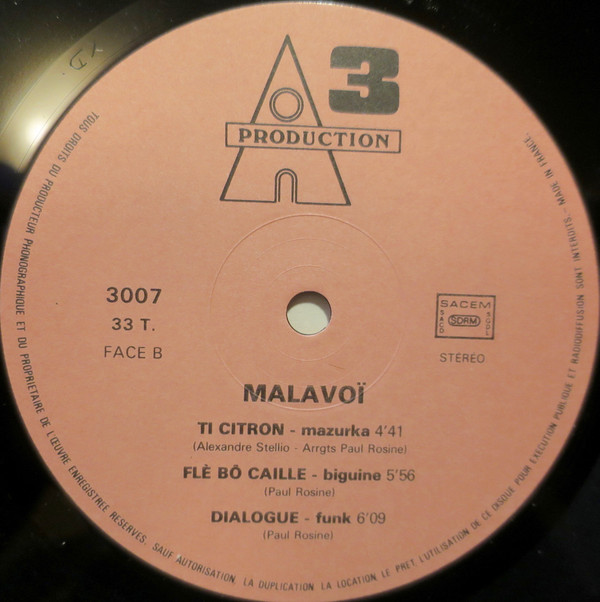 A 3
PRODUCTION
3007
33 T.
FACE B
SACEM
SACD
SDRM
SGDL
STÉRÉO
MALAVOÏ
TI CITRON - mazurka 4'41
(Alexandre Stellio - Arrgts Paul Rosine)
FLÈ BÔ CAILLE - biguine 5'56
(Paul Rosine)
DIALOGUE - funk 6'09
(Paul Rosine)
TOUS DROITS DU PRODUCTEUR PHONOGRAPHIQUE ET DU PROPRIETAIRE DE L'ŒUVRE ENREGISTREE RESERVES. SAUF AUTORISATION, LA DUPLICATION, LA LOCATION, LE PRET, L'UTILISATION DE CE DISQUE POUR EXECUTION PUBLIQUE ET RADIODIFFUSION SONT INTERDITS. - MADE IN FRANCE.